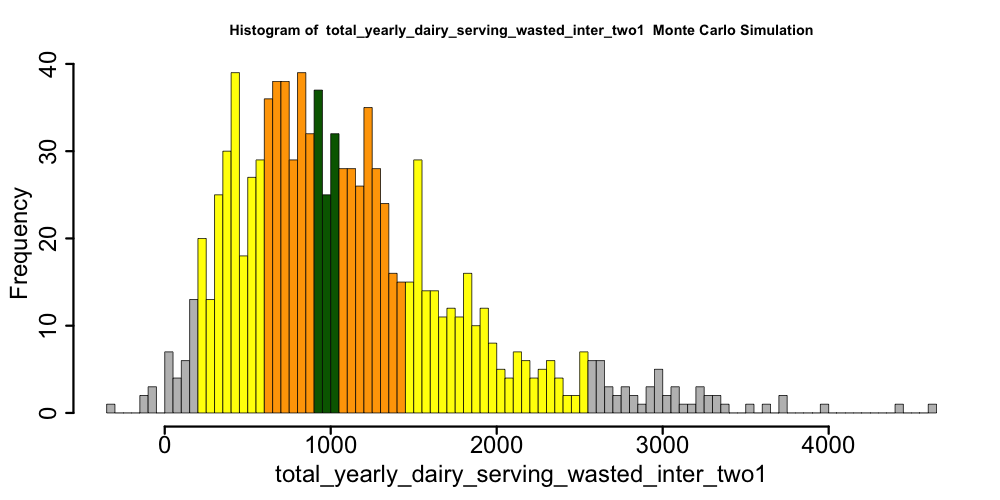 Histogram of  total_yearly_dairy_serving_wasted_inter_two1  Monte Carlo Simulation
Frequency
40
30
20
10
0
0 1000 2000 3000 4000
total_yearly_dairy_serving_wasted_inter_two1